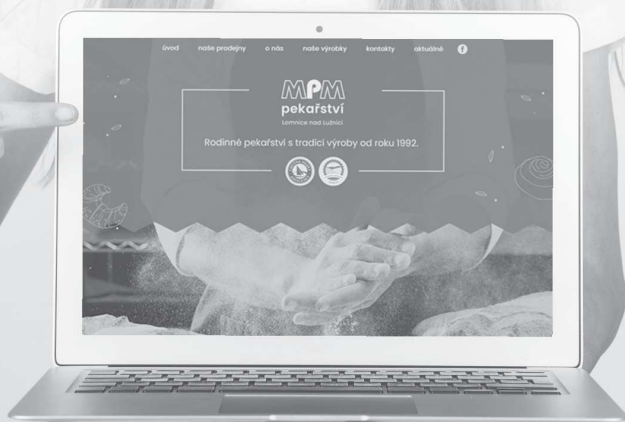 úvod naše prodejny o nás naše výrobky kontakty aktuálně f
MPM
pekařství
Lomnice nad Lužnicí
Rodinné pekařství s tradicí výroby od roku 1992.